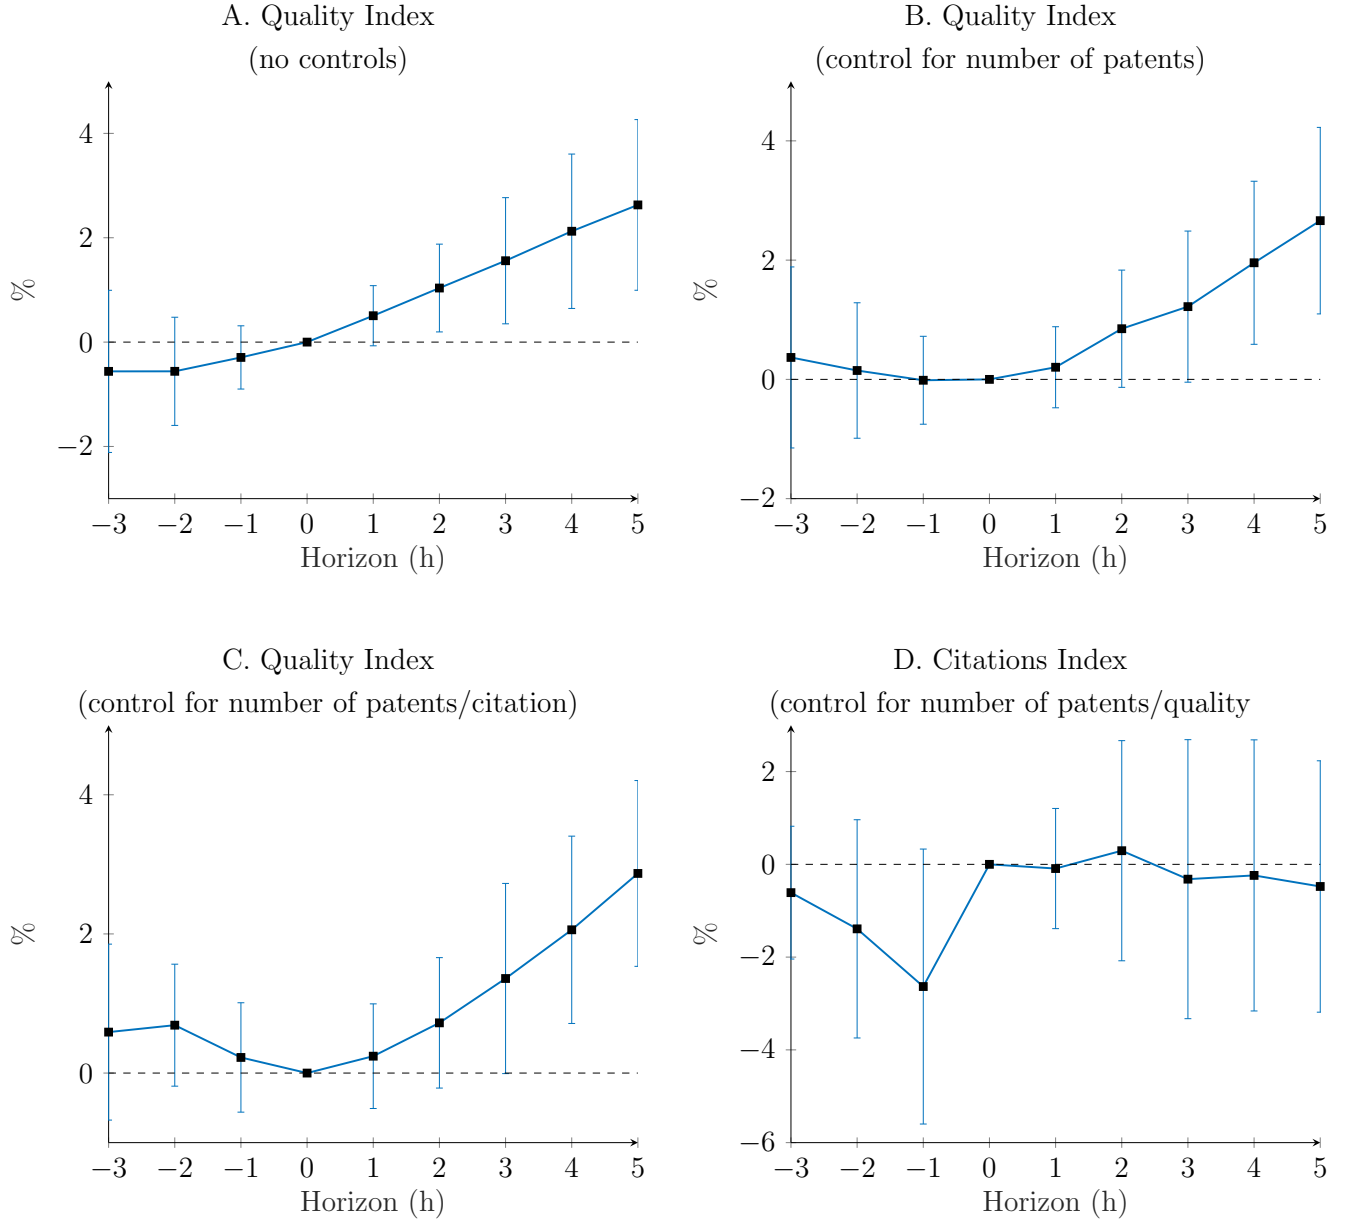 A. Quality Index
(no controls)
4
2
0
−2
%
−3 −2 −1 0 1 2 3 4 5
Horizon (h)
B. Quality Index
(control for number of patents)
4
2
0
−2
%
−3 −2 −1 0 1 2 3 4 5
Horizon (h)
C. Quality Index
(control for number of patents/citation)
4
2
0
%
−3 −2 −1 0 1 2 3 4 5
Horizon (h)
D. Citations Index
(control for number of patents/quality
2
0
−2
−4
−6
%
−3 −2 −1 0 1 2 3 4 5
Horizon (h)